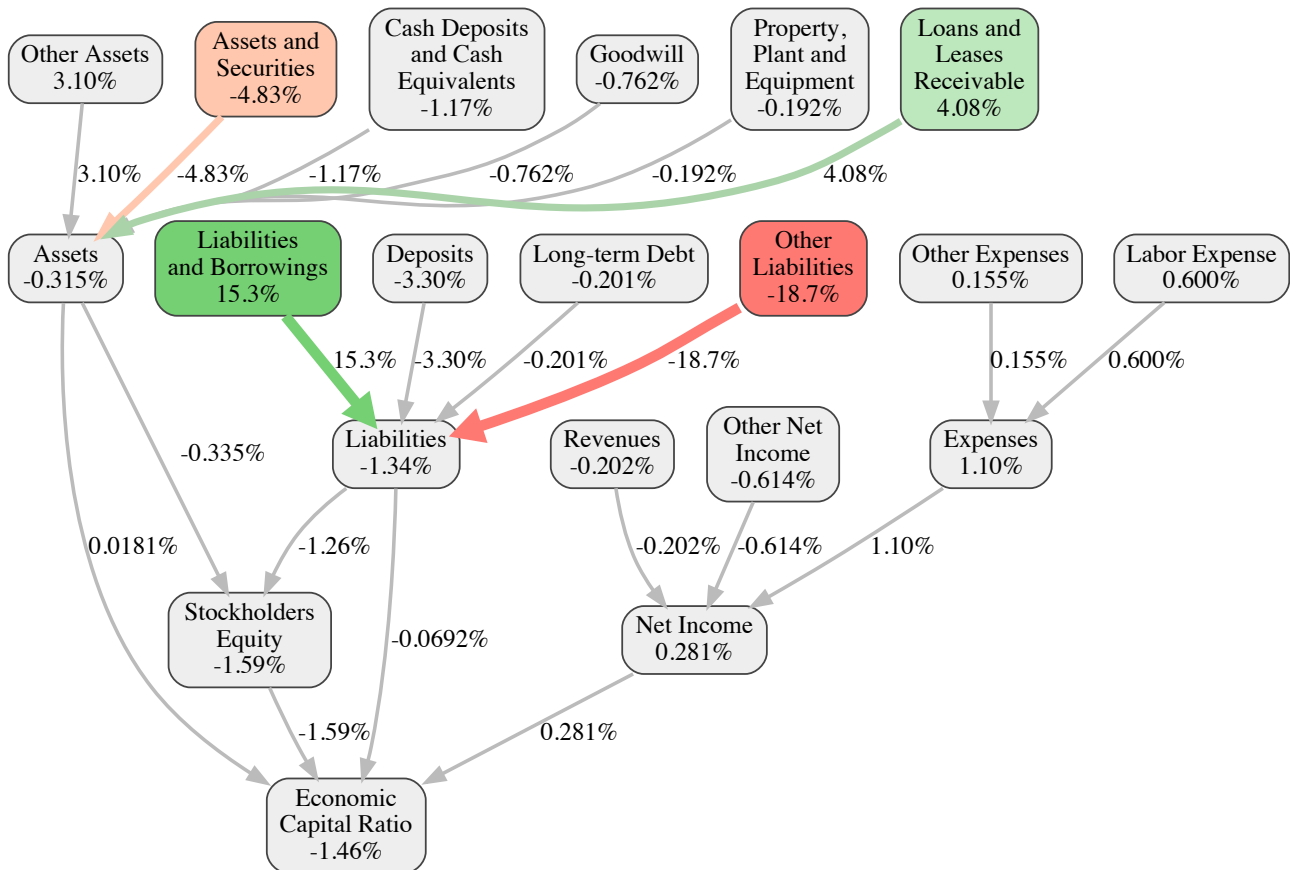 Other Assets
3.10%
Assets and
Securities
-4.83%
Cash Deposits
and Cash
Equivalents
-1.17%
Goodwill
-0.762%
Property,
Plant and
Equipment
-0.192%
Loans and
Leases
Receivable
4.08%
3.10%
-4.83%
-1.17%
-0.762%
-0.192%
4.08%
Assets
-0.315%
Liabilities
and Borrowings
15.3%
Deposits
-3.30%
Long-term Debt
-0.201%
Other
Liabilities
-18.7%
Other Expenses
0.155%
Labor Expense
0.600%
15.3%
-3.30%
-0.201%
-18.7%
0.155%
0.600%
Liabilities
-1.34%
Revenues
-0.202%
Other Net
Income
-0.614%
Expenses
1.10%
-0.335%
0.0181%
-1.26%
-0.202%
-0.614%
1.10%
Stockholders
Equity
-1.59%
-0.0692%
Net Income
0.281%
-1.59%
0.281%
Economic
Capital Ratio
-1.46%